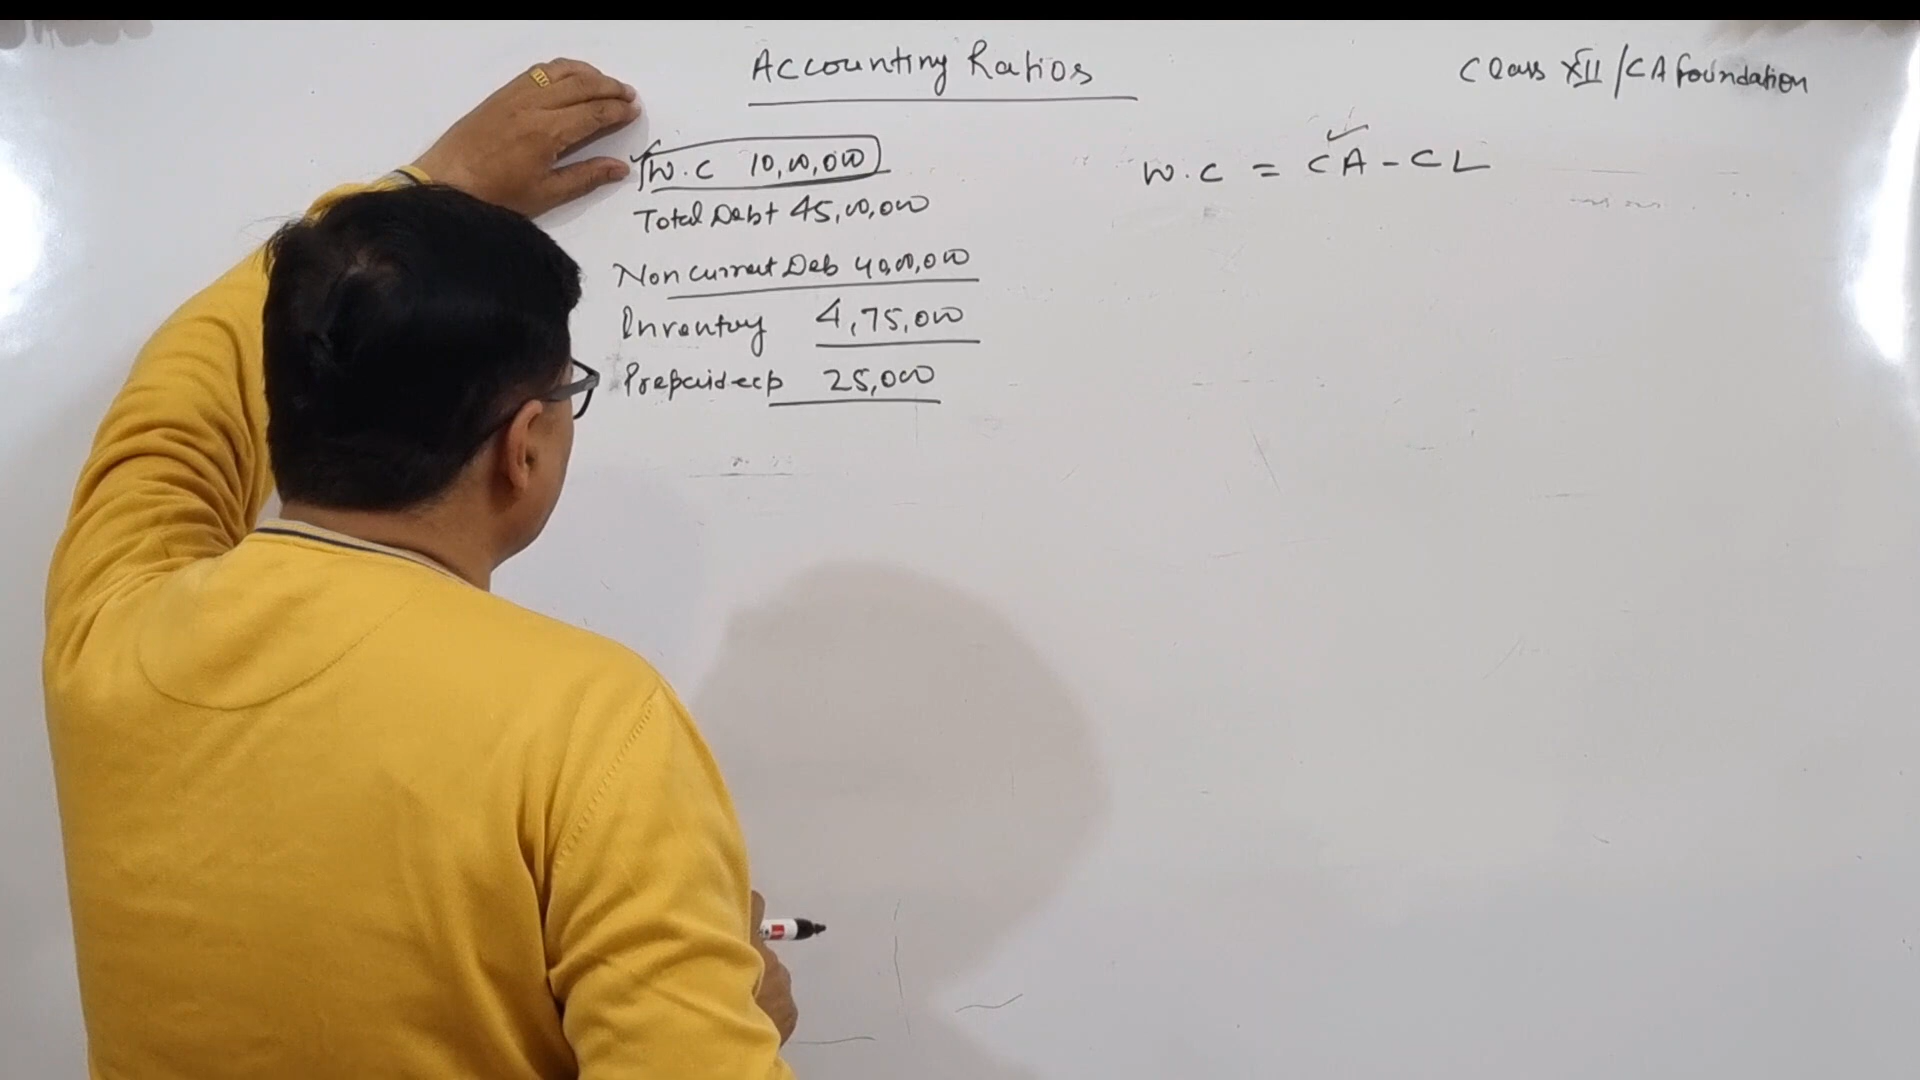 Accounting Ratios
Class XII / CA foundation
W.C 10,00,000
W.C = CA - CL
Total Debt 45,00,000
Non current Deb 40,00,000
Inventory 4,75,000
Prepaid exp 25,000